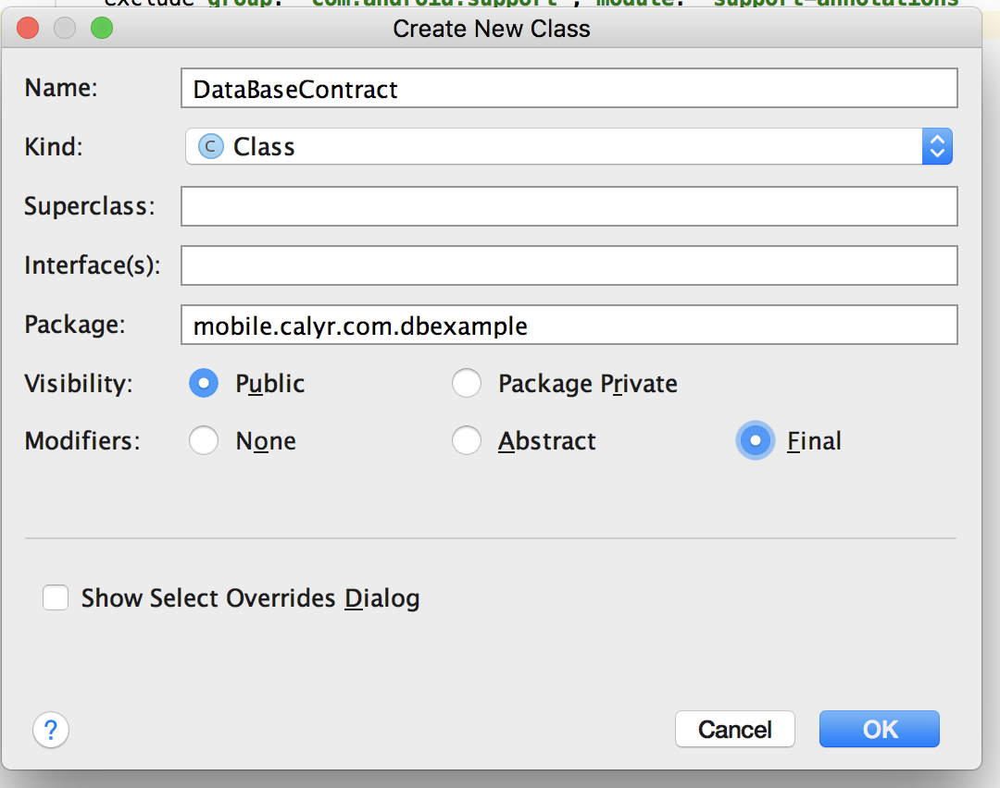 exclude group: 'com.android.support', module: 'support-annotations
Create New Class
Name: DataBaseContract
Kind: C Class
Superclass:
Interface(s):
Package: mobile.calyr.com.dbexample
Visibility: Public Package Private
Modifiers: None Abstract Final
Show Select Overrides Dialog
? Cancel OK